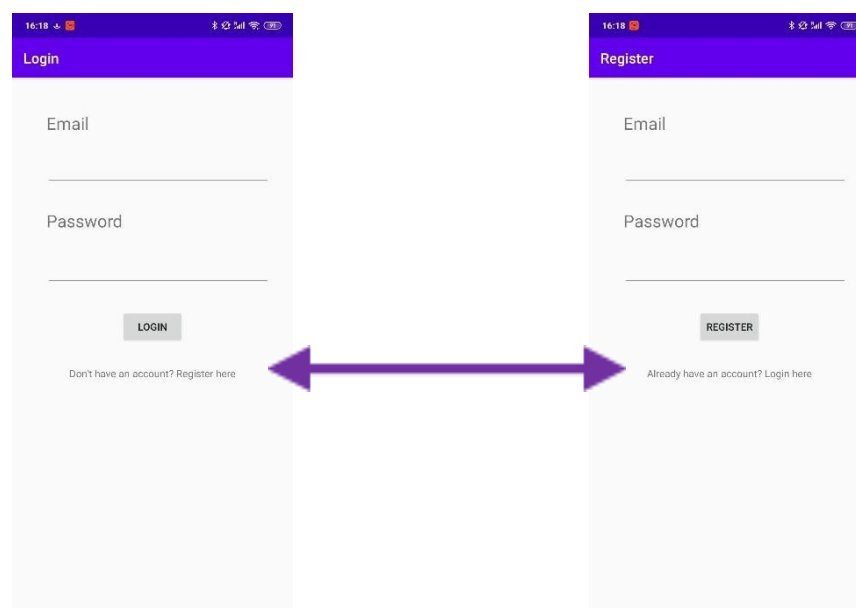 16:18
Login
Email
Password
LOGIN
Don't have an account? Register here
16:18
Register
Email
Password
REGISTER
Already have an account? Login here